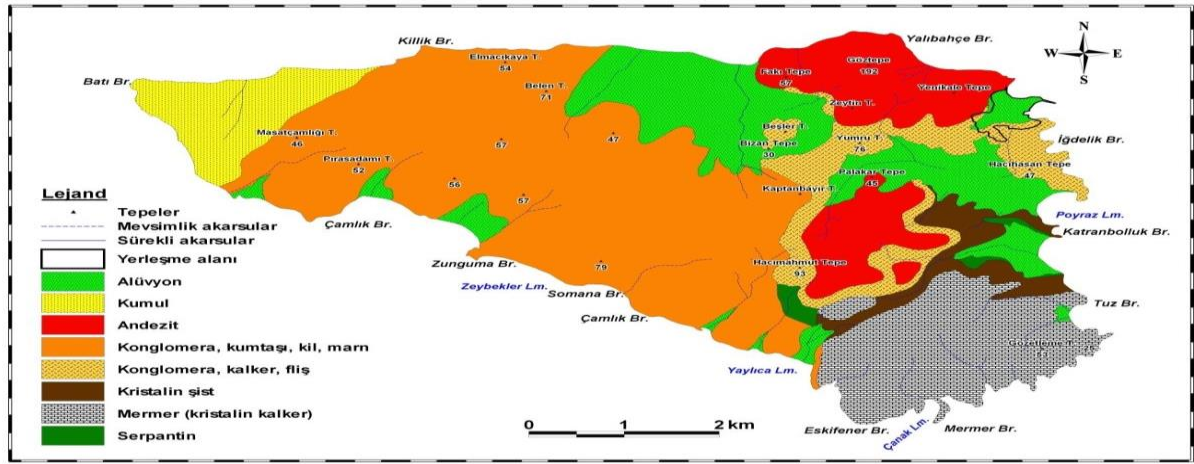 Killik Br.
Yalıbahçe Br.
N
W E
S
Elmacıkaya T.
54
Fakı Tepe
57
Göztepe
192
Batı Br.
Belen T.
71
Yenikale Tepe
Zeytin T.
Masatçamlığı T.
46
57
47
Beşler T.
Bizan Tepe
30
Yumru T.
76
İğdelik Br.
Pırasadamı T.
52
Hacıhasan Tepe
47
Palakar Tepe
45
56
57
Kaptanbayır T.
Lejand
Tepeler
Mevsimlik akarsular
Sürekli akarsular
Yerleşme alanı
Alüvyon
Kumul
Andezit
Konglomera, kumtaşı, kil, marn
Konglomera, kalker, fliş
Kristalin şist
Mermer (kristalin kalker)
Serpantin
Çamlık Br.
Poyraz Lm.
Katranbolluk Br.
Zunguma Br.
Zeybekler Lm.
79
Hacımahmut Tepe
93
Somana Br.
Çamlık Br.
Tuz Br.
Gözetleme T.
Yaylıca Lm.
0 1 2 km
Eskifener Br.
Çanak Lm.
Mermer Br.